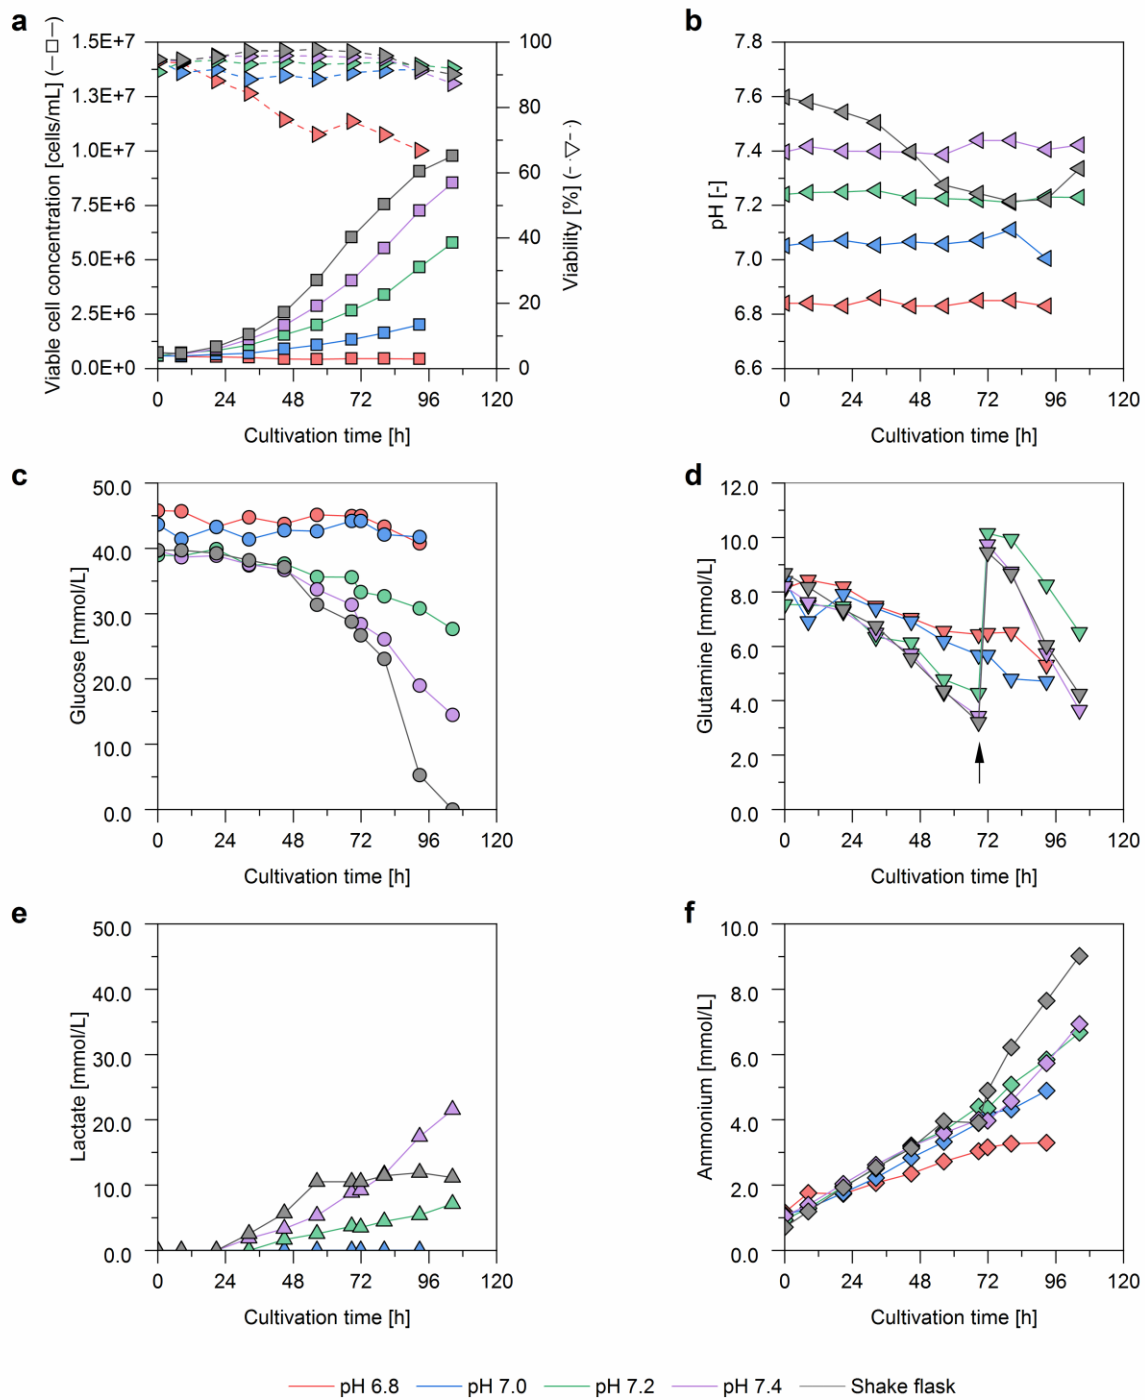 a
Viable cell concentration [cells/mL] (—□—)
1.5E+7
1.3E+7
1.0E+7
7.5E+6
5.0E+6
2.5E+6
0.0E+0
100
80
60
40
20
0
Viability [%] (- ▽ -)
0 24 48 72 96 120
Cultivation time [h]
b
pH [-]
7.8
7.6
7.4
7.2
7.0
6.8
6.6
0 24 48 72 96 120
Cultivation time [h]
c
Glucose [mmol/L]
50.0
40.0
30.0
20.0
10.0
0.0
0 24 48 72 96 120
Cultivation time [h]
d
Glutamine [mmol/L]
12.0
10.0
8.0
6.0
4.0
2.0
0.0
0 24 48 72 96 120
Cultivation time [h]
e
Lactate [mmol/L]
50.0
40.0
30.0
20.0
10.0
0.0
0 24 48 72 96 120
Cultivation time [h]
f
Ammonium [mmol/L]
10.0
8.0
6.0
4.0
2.0
0.0
0 24 48 72 96 120
Cultivation time [h]
pH 6.8 pH 7.0 pH 7.2 pH 7.4 Shake flask